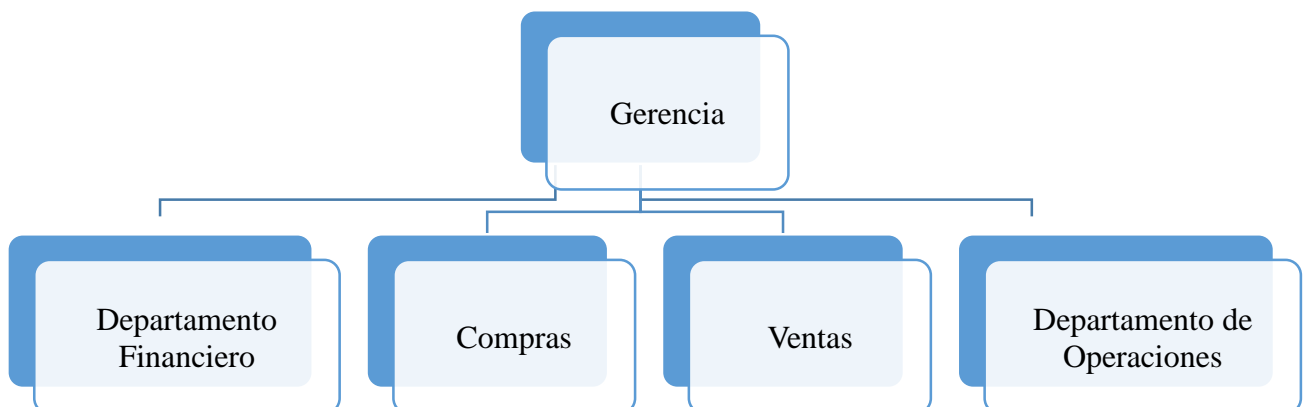 Gerencia
Departamento
Financiero
Compras
Ventas
Departamento de
Operaciones